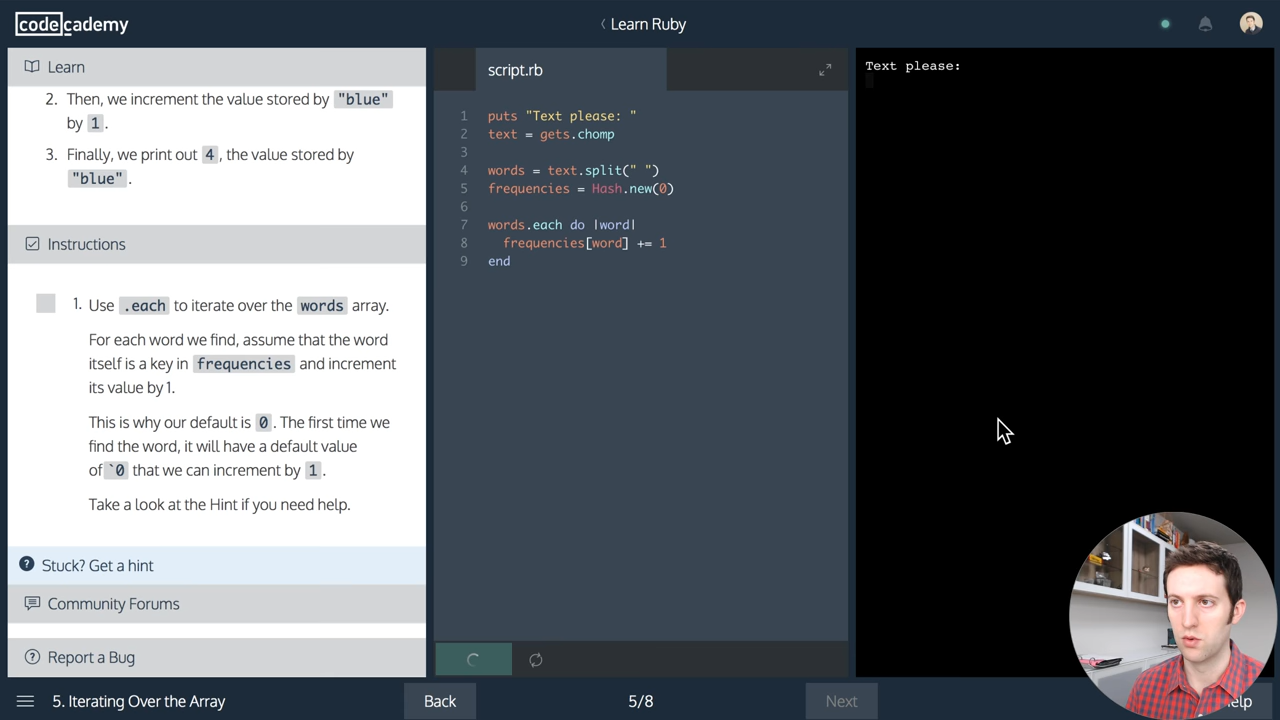 codecademy
Learn Ruby
Learn
2. Then, we increment the value stored by "blue"
by 1.
3. Finally, we print out 4, the value stored by
"blue".
Instructions
1. Use .each to iterate over the words array.
For each word we find, assume that the word
itself is a key in frequencies and increment
its value by 1.
This is why our default is 0. The first time we
find the word, it will have a default value
of `0 that we can increment by 1.
Take a look at the Hint if you need help.
? Stuck? Get a hint
Community Forums
? Report a Bug
script.rb
1 puts "Text please: "
2 text = gets.chomp
3
4 words = text.split(" ")
5 frequencies = Hash.new(0)
6
7 words.each do |word|
8 frequencies[word] += 1
9 end
Text please:
5. Iterating Over the Array
Back
5/8
Next
elp